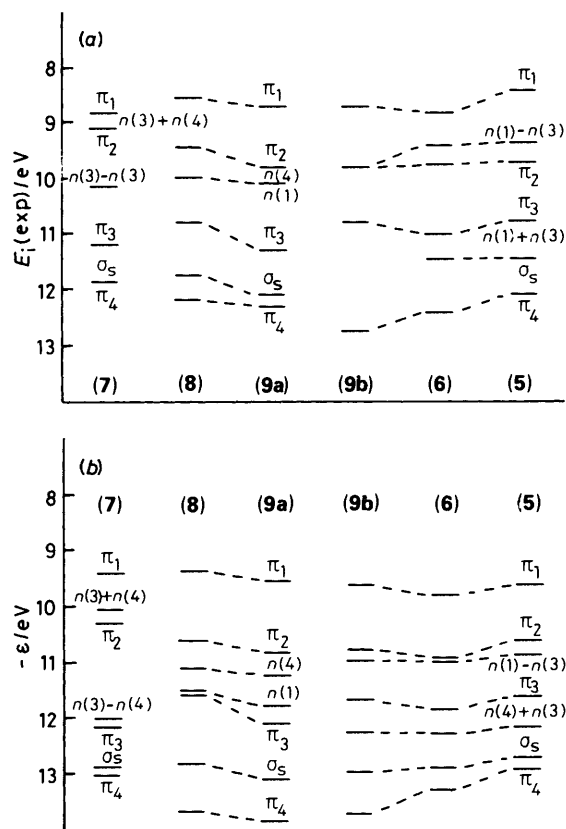 (a)
8
9
10
11
12
13
Ei(exp)/eV
π1
n(3)+n(4)
π2
-n(3)-n(3)
π3
σs
π4
π1
π2
n(4)
n(1)
π3
σs
π4
π1
n(1)-n(3)
π2
π3
n(1)+n(3)
σs
π4
(7) (8) (9a) (9b) (6) (5)
(b)
8
9
10
11
12
13
-ε/eV
(7) (8) (9a) (9b) (6) (5)
π1
n(3)+n(4)
π2
n(3)-n(4)
π3
σs
π4
π1
π2
n(4)
n(1)
π3
σs
π4
π1
π2
n(1)-n(3)
π3
n(4)+n(3)
σs
π4